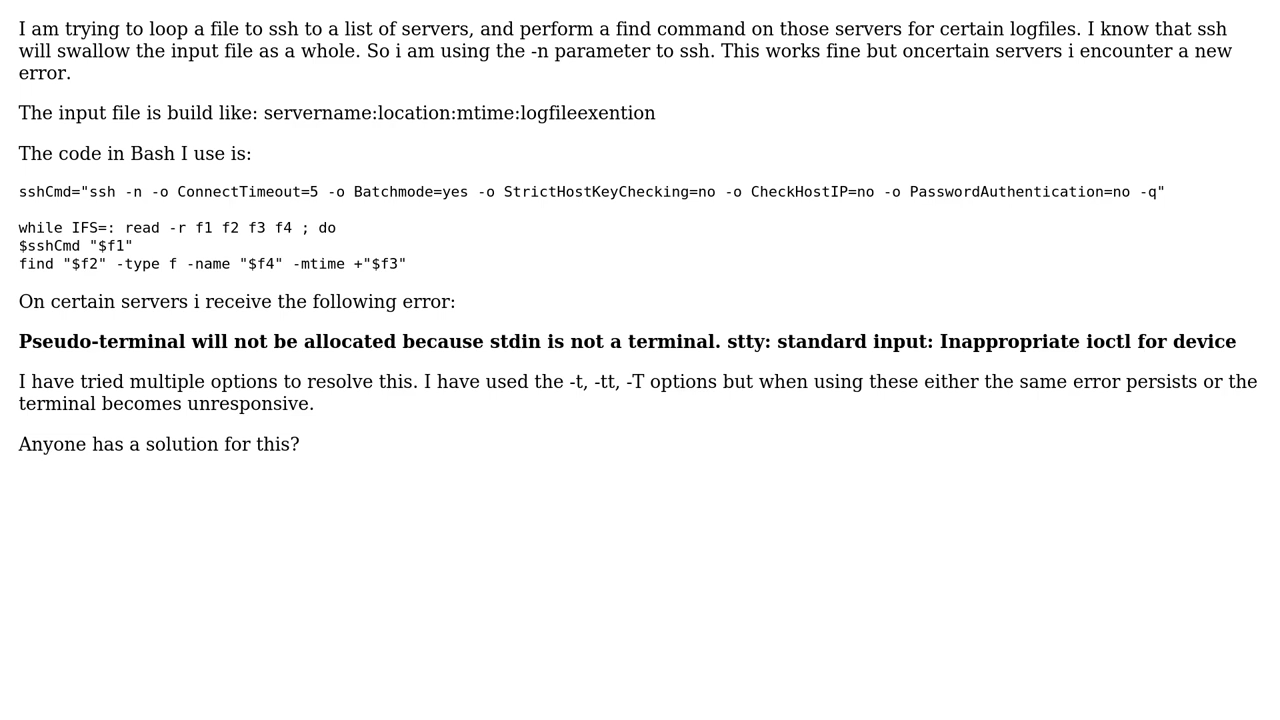 I am trying to loop a file to ssh to a list of servers, and perform a find command on those servers for certain logfiles. I know that ssh
will swallow the input file as a whole. So i am using the -n parameter to ssh. This works fine but oncertain servers i encounter a new
error.
The input file is build like: servername:location:mtime:logfileexention
The code in Bash I use is:
sshCmd="ssh -n -o ConnectTimeout=5 -o Batchmode=yes -o StrictHostKeyChecking=no -o CheckHostIP=no -o PasswordAuthentication=no -q"
while IFS=: read -r f1 f2 f3 f4 ; do
$sshCmd "$f1"
find "$f2" -type f -name "$f4" -mtime +"$f3"
On certain servers i receive the following error:
Pseudo-terminal will not be allocated because stdin is not a terminal. stty: standard input: Inappropriate ioctl for device
I have tried multiple options to resolve this. I have used the -t, -tt, -T options but when using these either the same error persists or the
terminal becomes unresponsive.
Anyone has a solution for this?